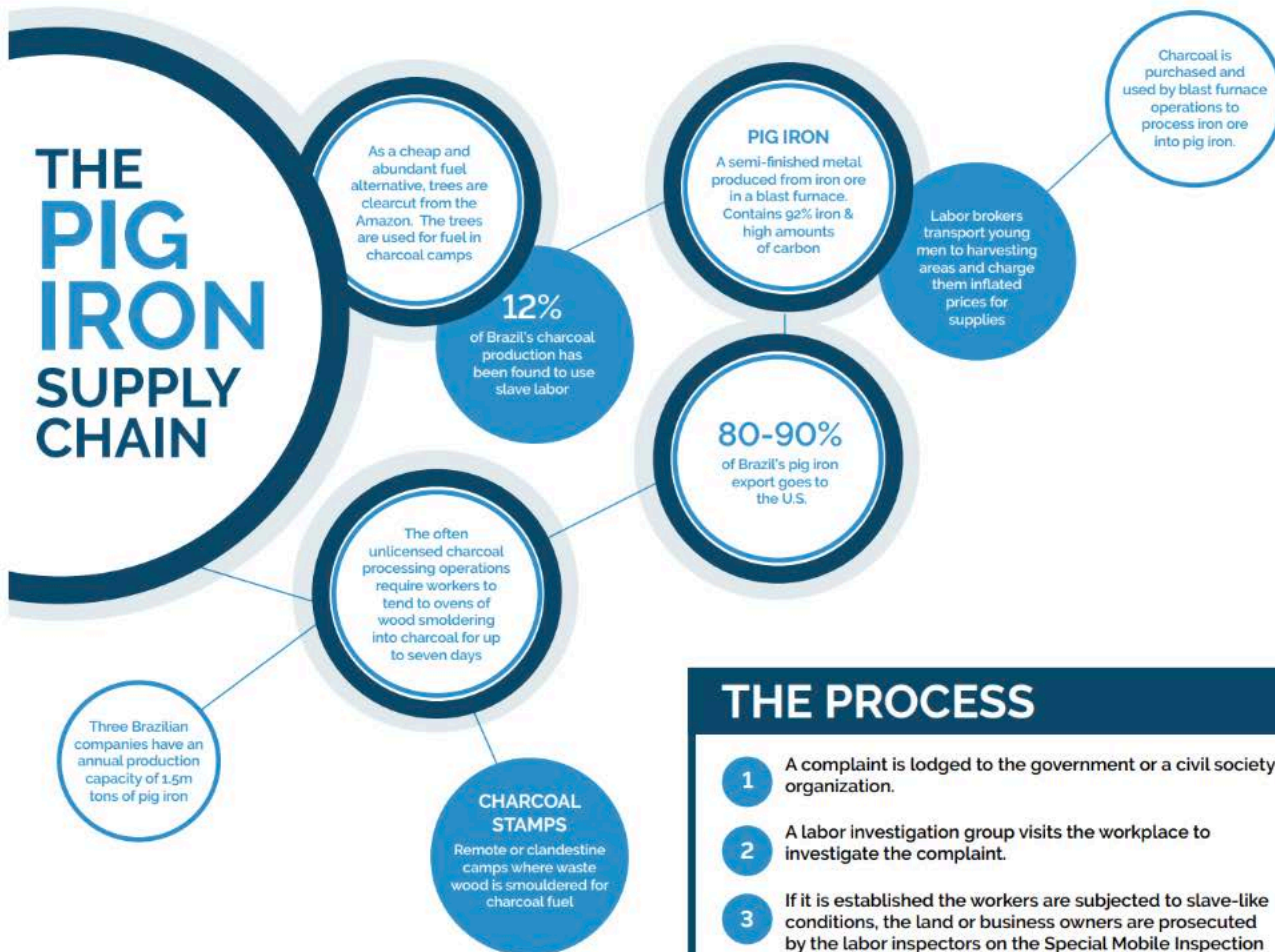 THE
PIG
IRON
SUPPLY
CHAIN
As a cheap and
abundant fuel
alternative, trees are
clearcut from the
Amazon. The trees
are used for fuel in
charcoal camps
12%
of Brazil's charcoal
production has
been found to use
slave labor
PIG IRON
A semi-finished metal
produced from iron ore
in a blast furnace.
Contains 92% iron &
high amounts
of carbon
Labor brokers
transport young
men to harvesting
areas and charge
them inflated
prices for
supplies
Charcoal is
purchased and
used by blast furnace
operations to
process iron ore
into pig iron.
80-90%
of Brazil's pig iron
export goes to
the U.S.
The often
unlicensed charcoal
processing operations
require workers to
tend to ovens of
wood smoldering
into charcoal for up
to seven days
Three Brazilian
companies have an
annual production
capacity of 1.5m
tons of pig iron
CHARCOAL
STAMPS
Remote or clandestine
camps where waste
wood is smouldered for
charcoal fuel
THE PROCESS
1 A complaint is lodged to the government or a civil society
organization.
2 A labor investigation group visits the workplace to
investigate the complaint.
3 If it is established the workers are subjected to slave-like
conditions, the land or business owners are prosecuted
by the labor inspectors on the Special Mobile Inspection